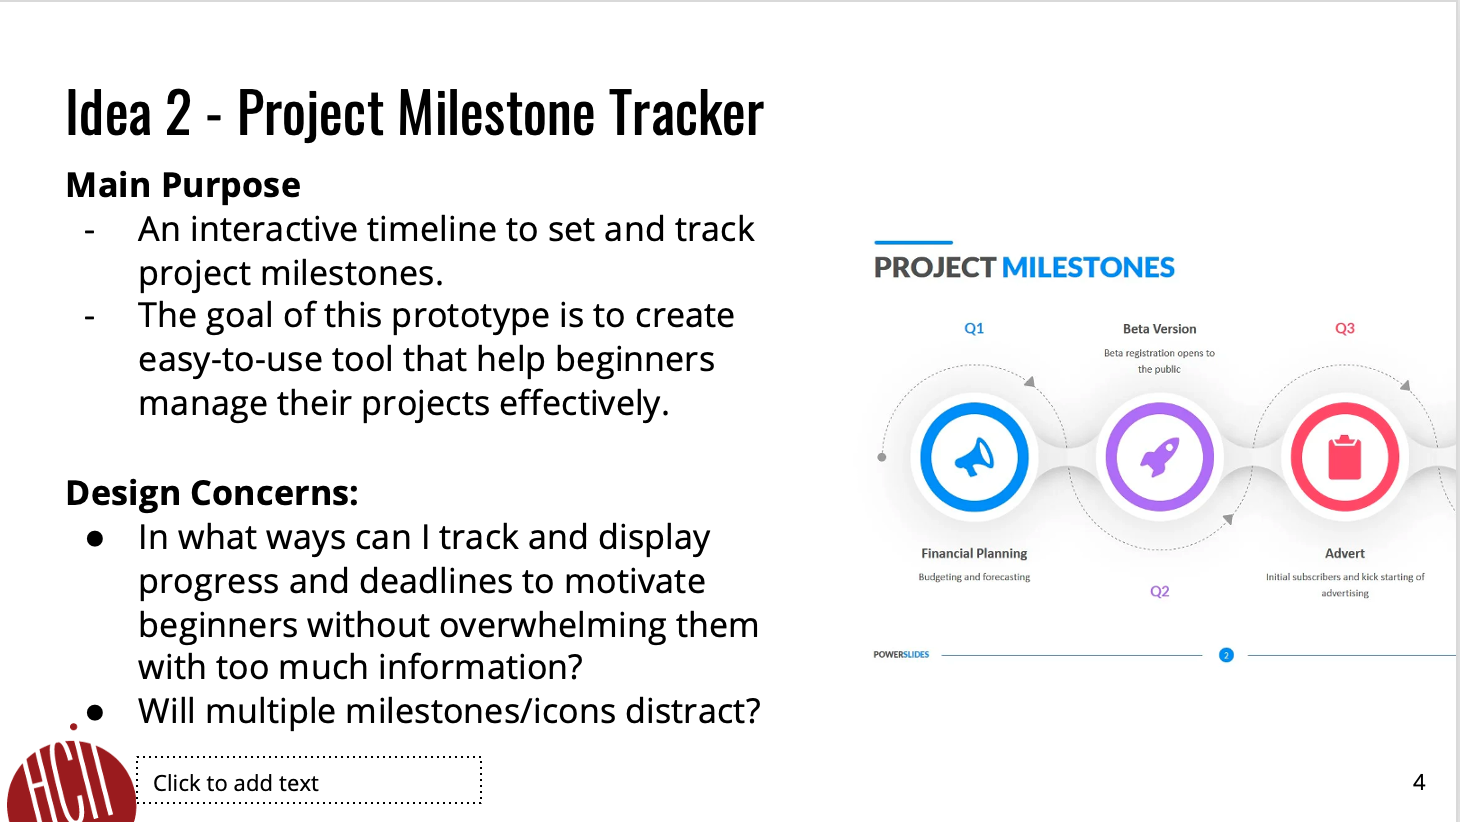 Idea 2 - Project Milestone Tracker
Main Purpose
- An interactive timeline to set and track
project milestones.
- The goal of this prototype is to create
easy-to-use tool that help beginners
manage their projects effectively.
Design Concerns:
● In what ways can I track and display
progress and deadlines to motivate
beginners without overwhelming them
with too much information?
● Will multiple milestones/icons distract?
PROJECT MILESTONES
Q1
Financial Planning
Budgeting and forecasting
Beta Version
Beta registration opens to
the public
Q2
Q3
Advert
Initial subscribers and kick starting of
advertising
POWERSLIDES
2
HCII
Click to add text
4